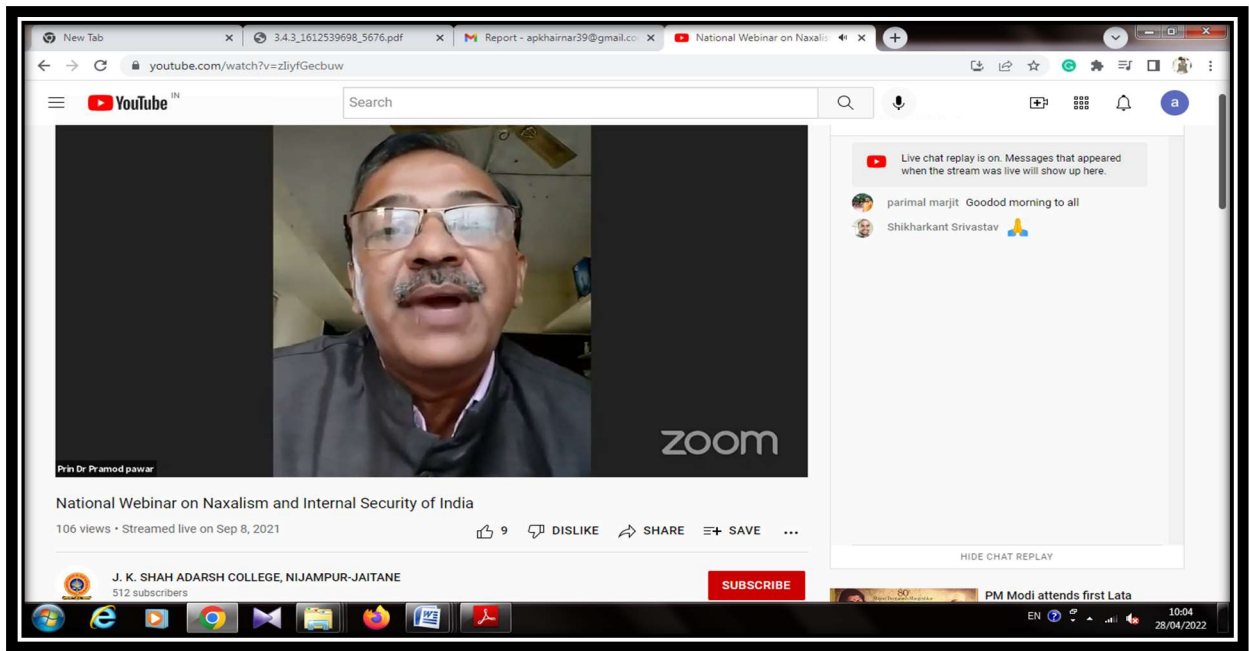 New Tab
3.4.3_1612539698_5676.pdf
Report - apkhairnar39@gmail.co
National Webinar on Naxalis
youtube.com/watch?v=zIiyfGecbuw
YouTube IN
Search
a
Live chat replay is on. Messages that appeared
when the stream was live will show up here.
parimal marjit Goodod morning to all
Shikharkant Srivastav 🙏
zoom
Prin Dr Pramod pawar
National Webinar on Naxalism and Internal Security of India
106 views • Streamed live on Sep 8, 2021
9 DISLIKE SHARE SAVE ...
HIDE CHAT REPLAY
J. K. SHAH ADARSH COLLEGE, NIJAMPUR-JAITANE
512 subscribers
SUBSCRIBE
80
PM Modi attends first Lata
EN
10:04
28/04/2022